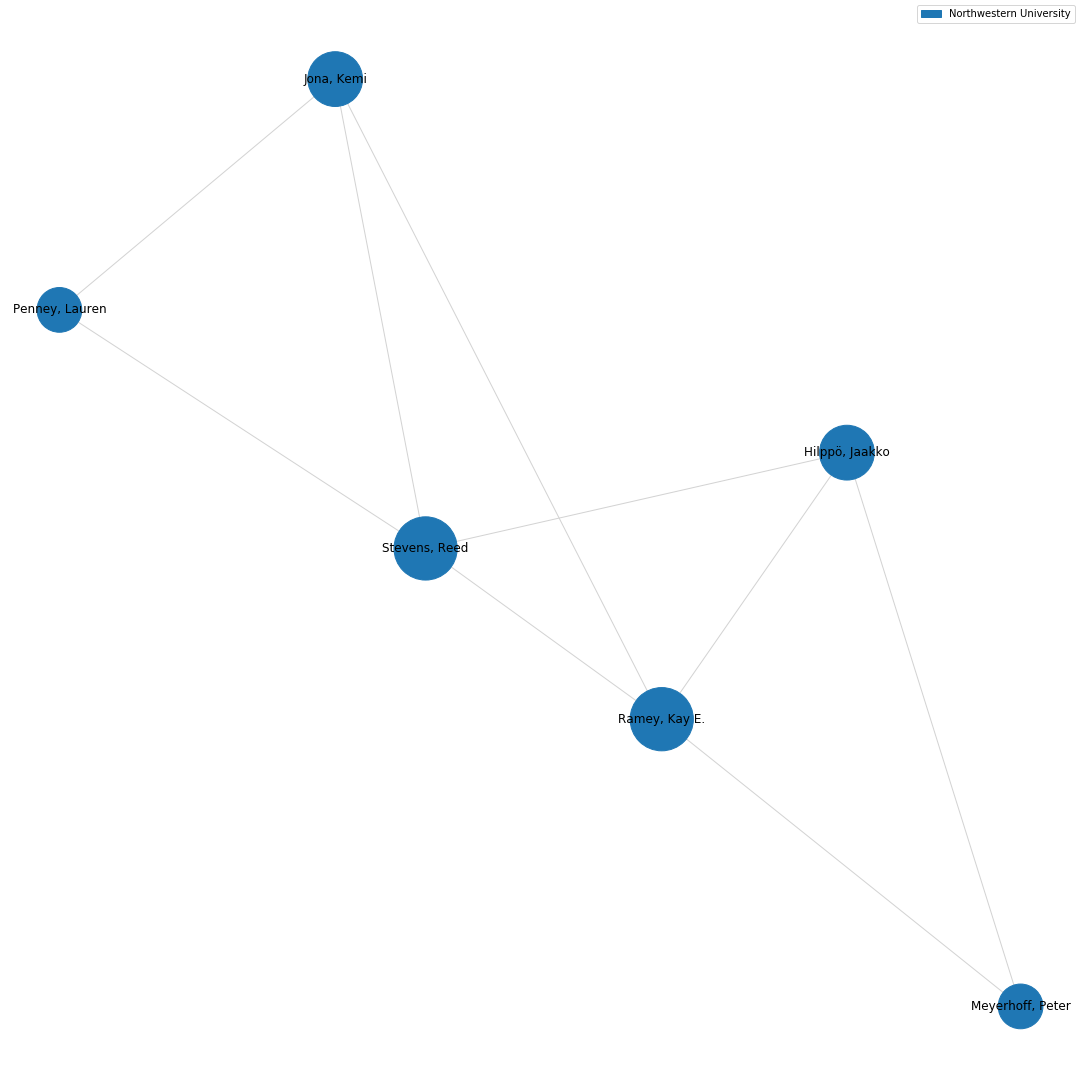 Northwestern University
Jona, Kemi
Penney, Lauren
Hilppö, Jaakko
Stevens, Reed
Ramey, Kay E.
Meyerhoff, Peter